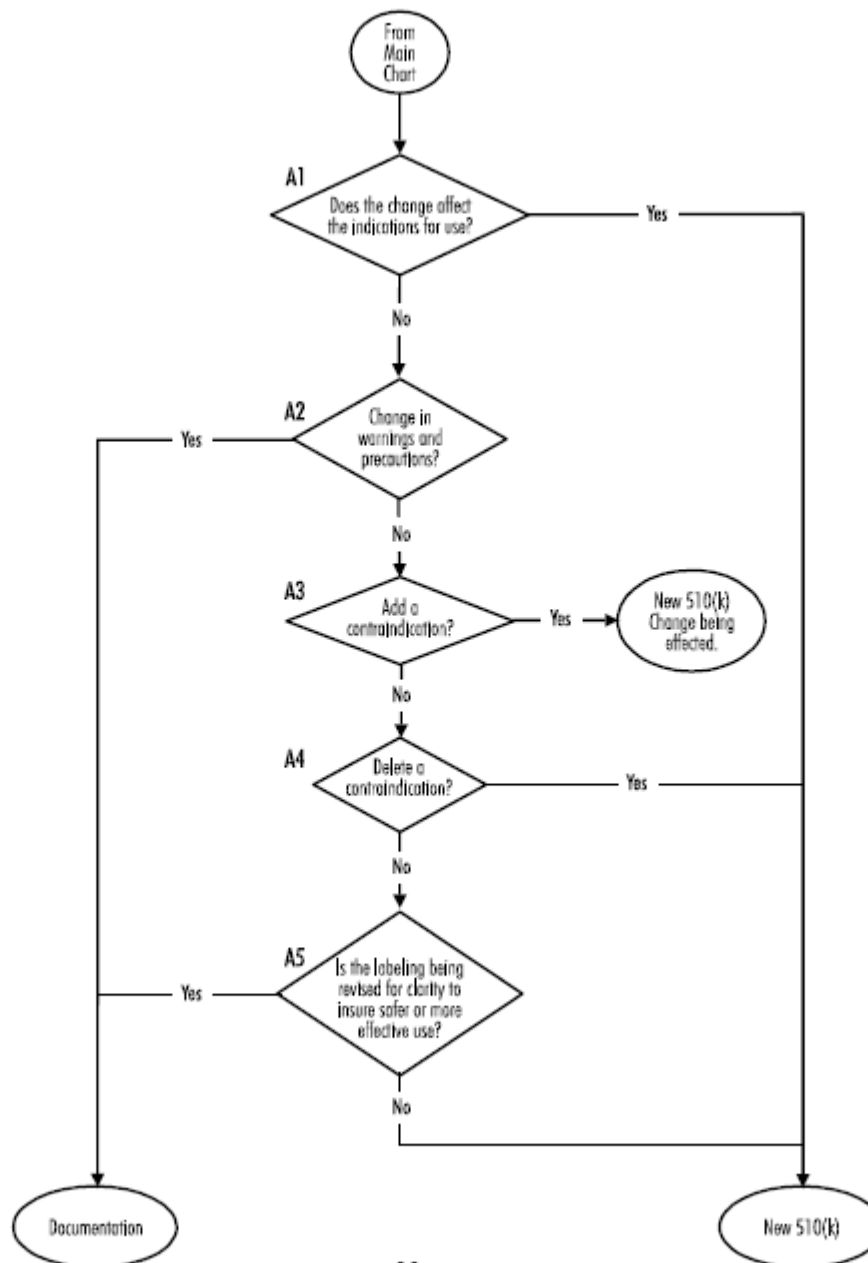 From
Main
Chart
A1
Does the change affect
the indications for use?
Yes
No
A2
Change in
warnings and
precautions?
Yes
No
A3
Add a
contraindication?
Yes
New 510(k)
Change being
effected.
No
A4
Delete a
contraindication?
Yes
No
A5
Is the labeling being
revised for clarity to
insure safer or more
effective use?
Yes
No
Documentation
New 510(k)